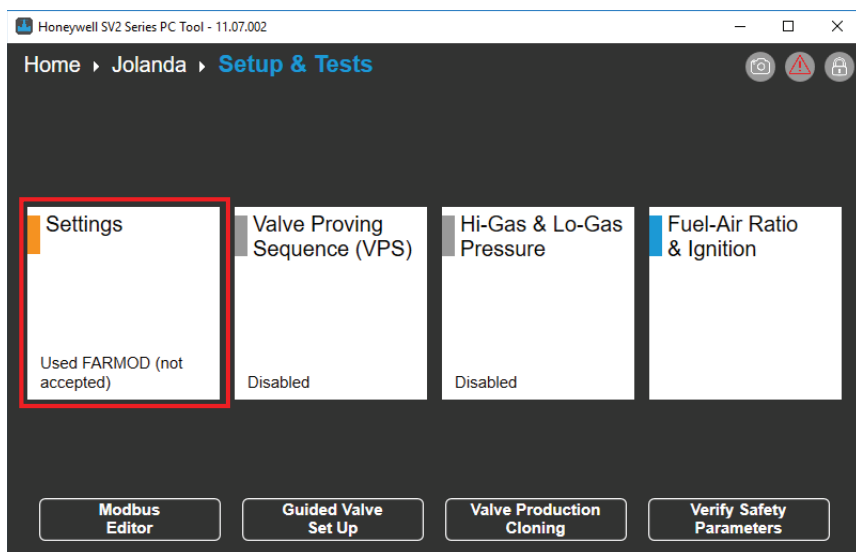 Honeywell SV2 Series PC Tool - 11.07.002
Home ▸ Jolanda ▸ Setup & Tests
Settings
Used FARMOD (not
accepted)
Valve Proving
Sequence (VPS)
Disabled
Hi-Gas & Lo-Gas
Pressure
Disabled
Fuel-Air Ratio
& Ignition
Modbus
Editor
Guided Valve
Set Up
Valve Production
Cloning
Verify Safety
Parameters